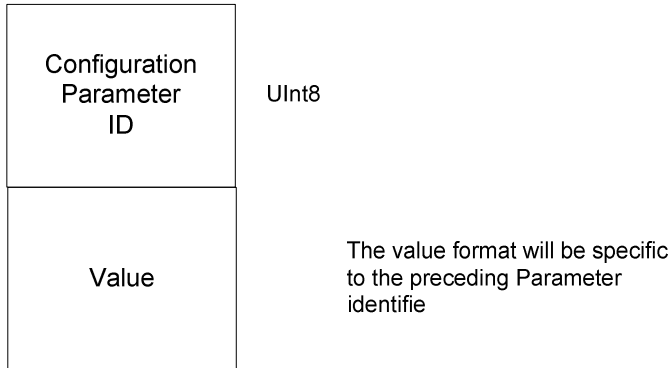 Configuration
Parameter
ID
UInt8
Value
The value format will be specific
to the preceding Parameter
identifie